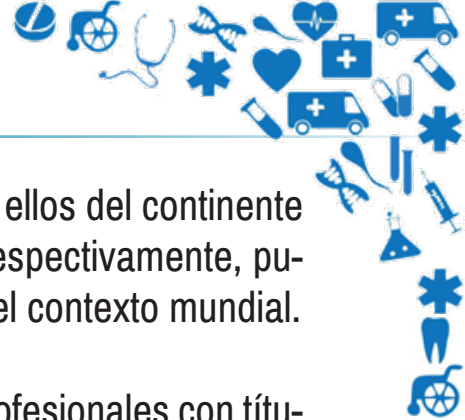 ellos del continente
espectivamente, pu-
el contexto mundial.
ofesionales con títu-